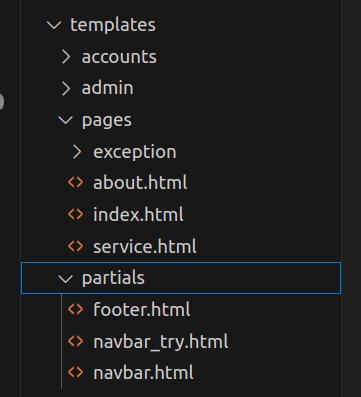 templates
accounts
admin
pages
exception
about.html
index.html
service.html
partials
footer.html
navbar_try.html
navbar.html